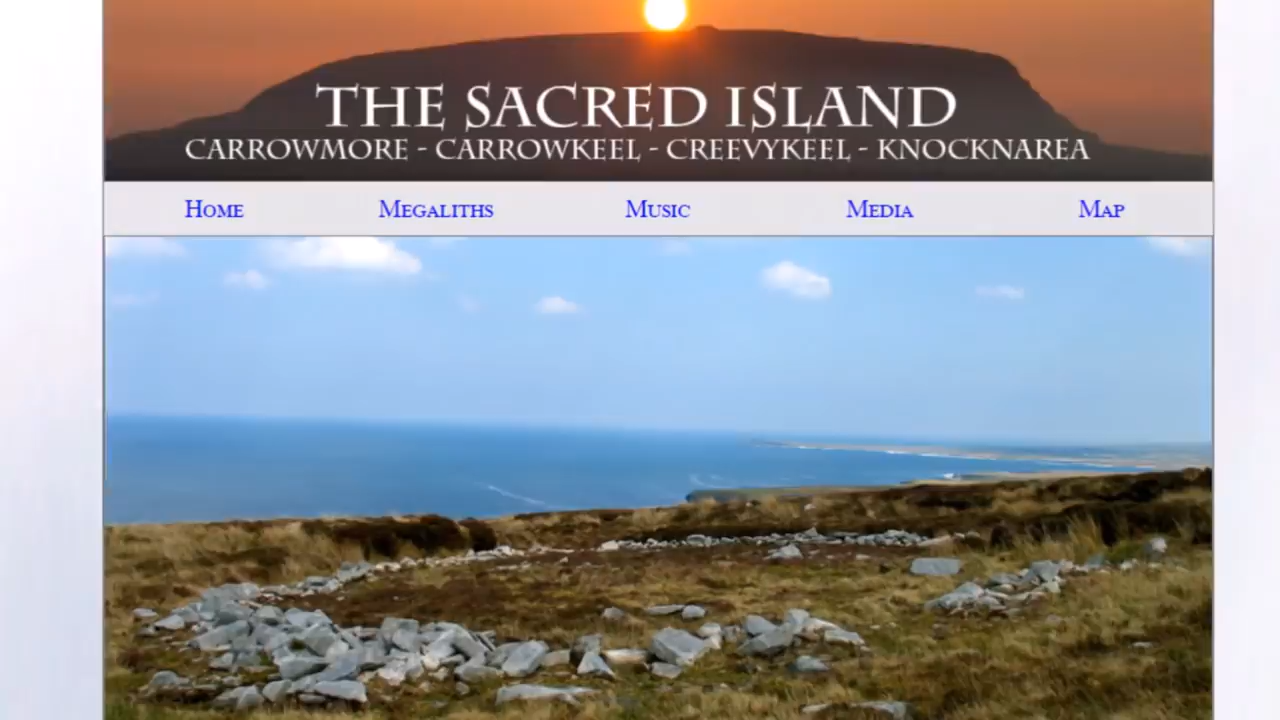 THE SACRED ISLAND
CARROWMORE - CARROWKEEL - CREEVYKEEL - KNOCKNAREA
Home Megaliths Music Media Map